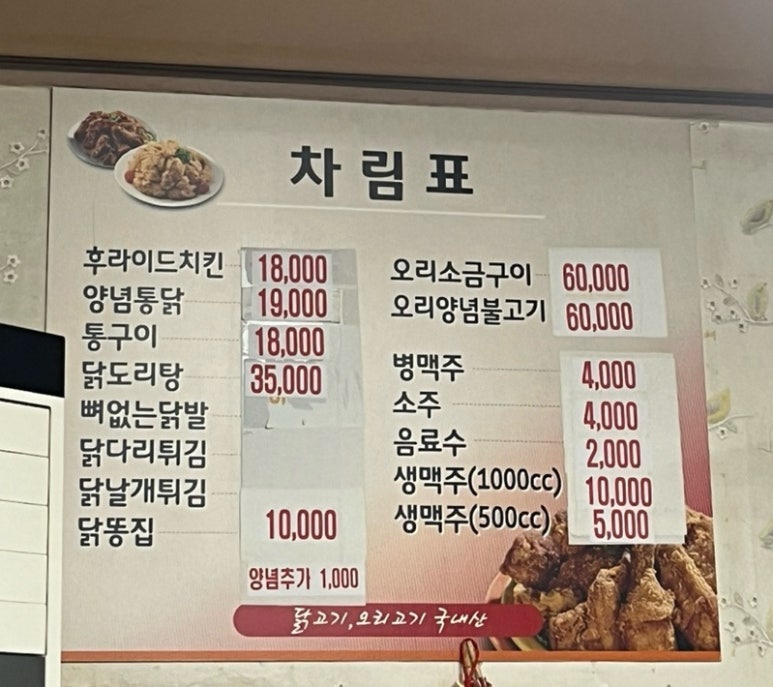 차림표
후라이드치킨 18,000
양념통닭 19,000
통구이 18,000
닭도리탕 35,000
뼈없는닭발
닭다리튀김
닭날개튀김
닭똥집 10,000
양념추가 1,000
오리소금구이 60,000
오리양념불고기 60,000
병맥주 4,000
소주 4,000
음료수 2,000
생맥주(1000cc) 10,000
생맥주(500cc) 5,000
닭고기,오리고기 국내산